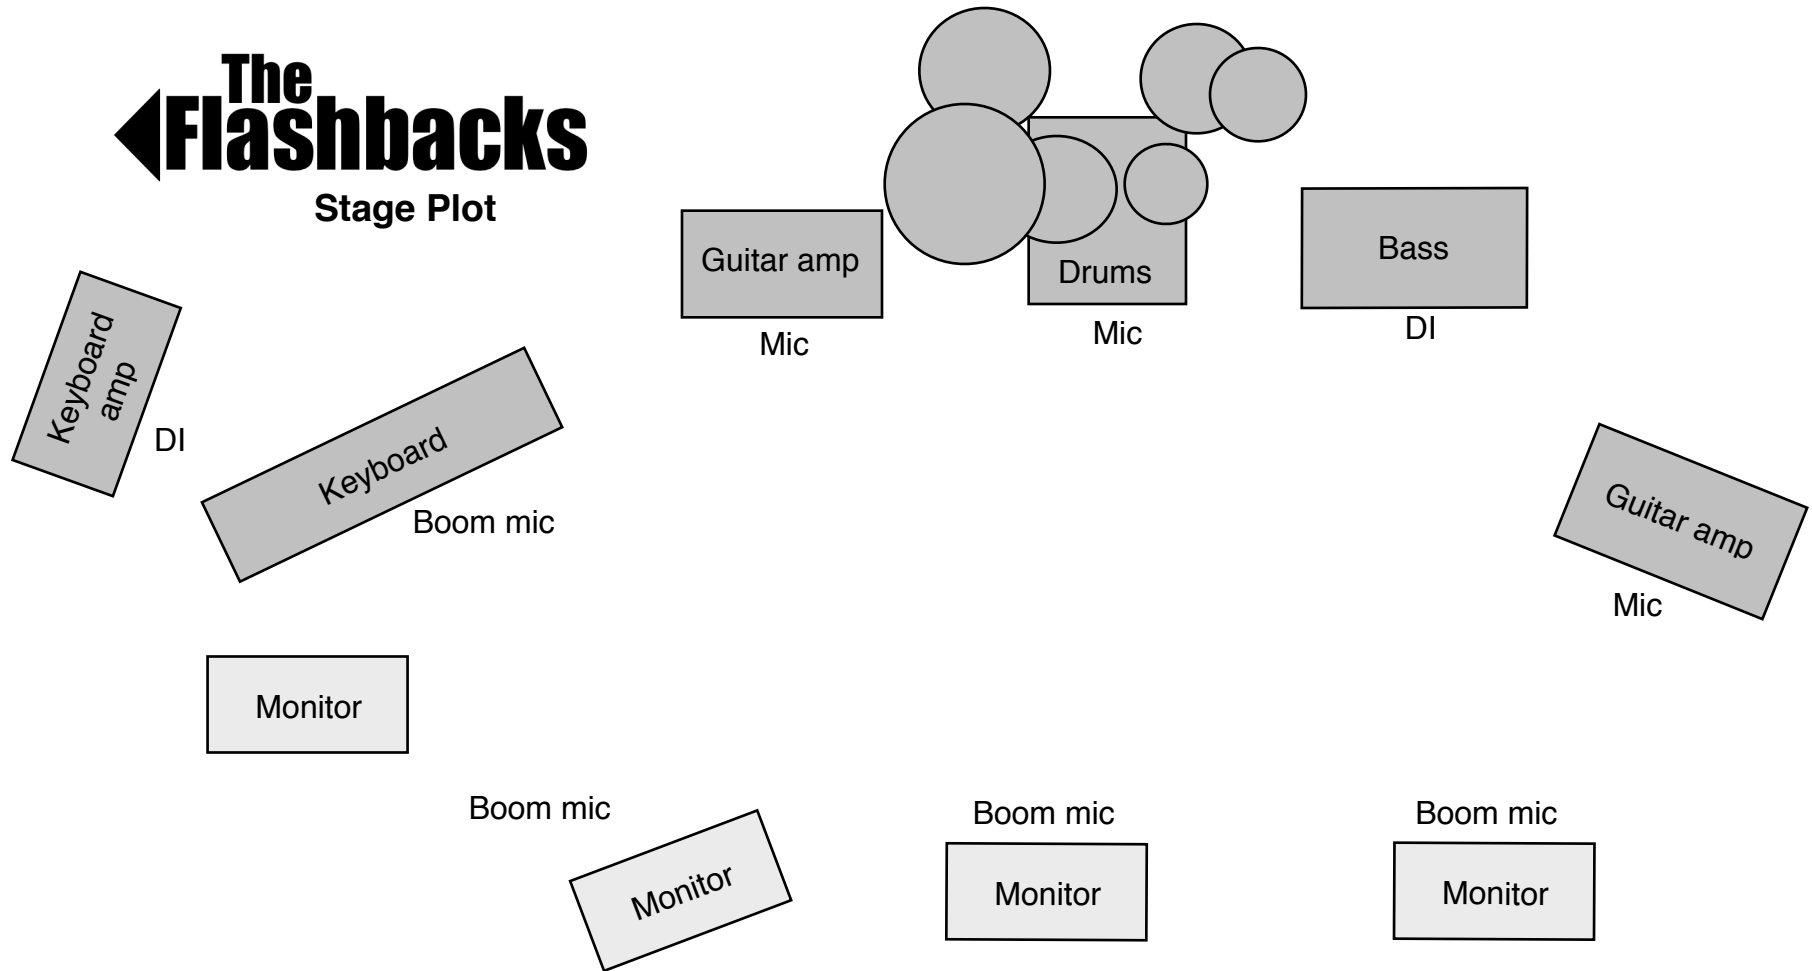 The
Flashbacks
Stage Plot
Guitar amp
Mic
Drums
Mic
Bass
DI
Keyboard
amp
DI
Keyboard
Boom mic
Guitar amp
Mic
Monitor
Boom mic
Monitor
Boom mic
Monitor
Boom mic
Monitor